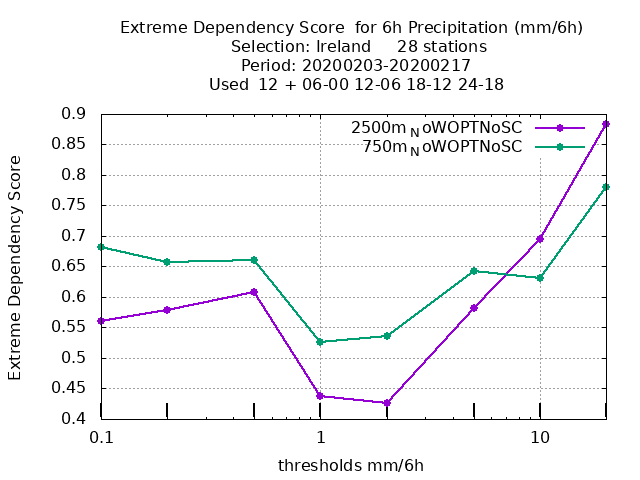 Extreme Dependency Score  for 6h Precipitation (mm/6h)
Selection: Ireland     28 stations
Period: 20200203-20200217
Used  12 + 06-00 12-06 18-12 24-18
2500m_NoWOPTNoSC
750m_NoWOPTNoSC
Extreme Dependency Score
0.9
0.85
0.8
0.75
0.7
0.65
0.6
0.55
0.5
0.45
0.4
0.1
1
10
thresholds mm/6h